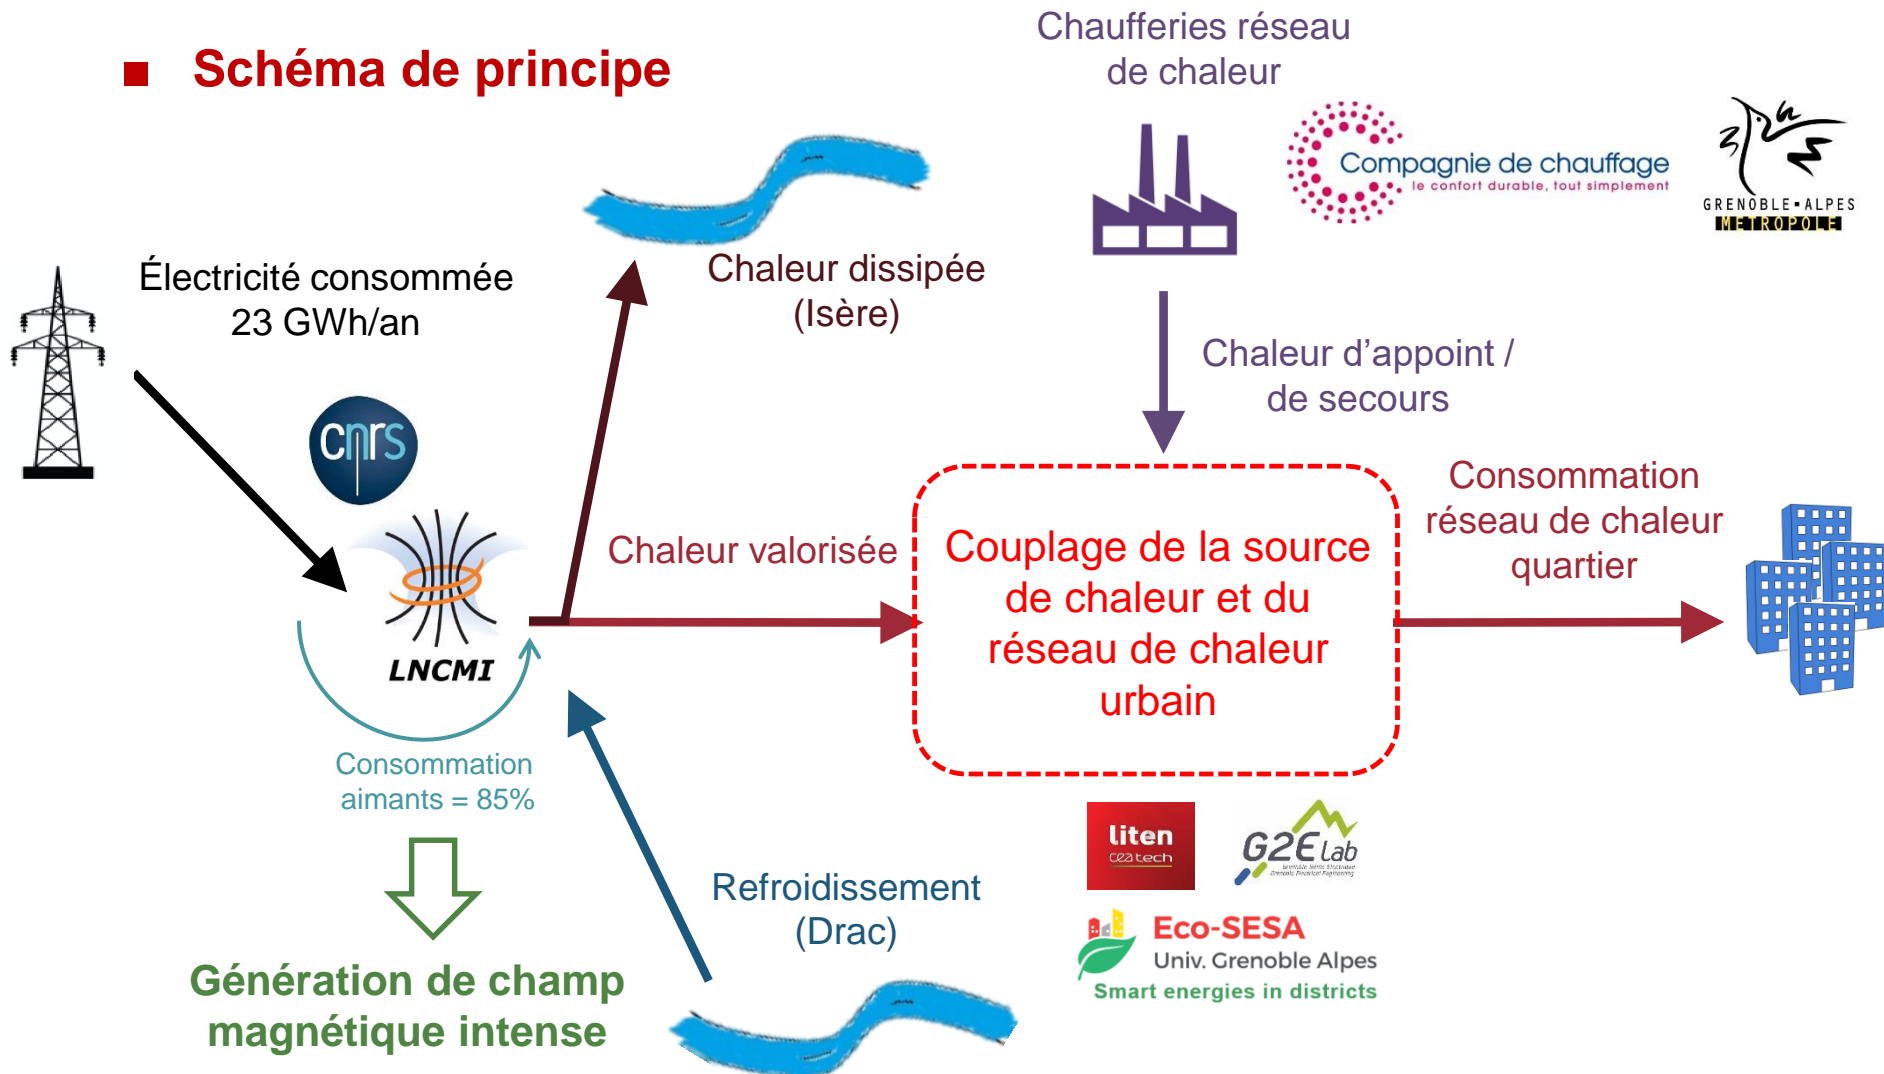 ■ Schéma de principe
Chaufferies réseau
de chaleur
Compagnie de chauffage
le confort durable, tout simplement
GRENOBLE-ALPES
METROPOLE
Électricité consommée
23 GWh/an
Chaleur dissipée
(Isère)
Chaleur d’appoint /
de secours
cnrs
LNCMI
Chaleur valorisée
Couplage de la source
de chaleur et du
réseau de chaleur
urbain
Consommation
réseau de chaleur
quartier
Consommation
aimants = 85%
Génération de champ
magnétique intense
Refroidissement
(Drac)
liten
cea tech
G2E Lab
Eco-SESA
Univ. Grenoble Alpes
Smart energies in districts